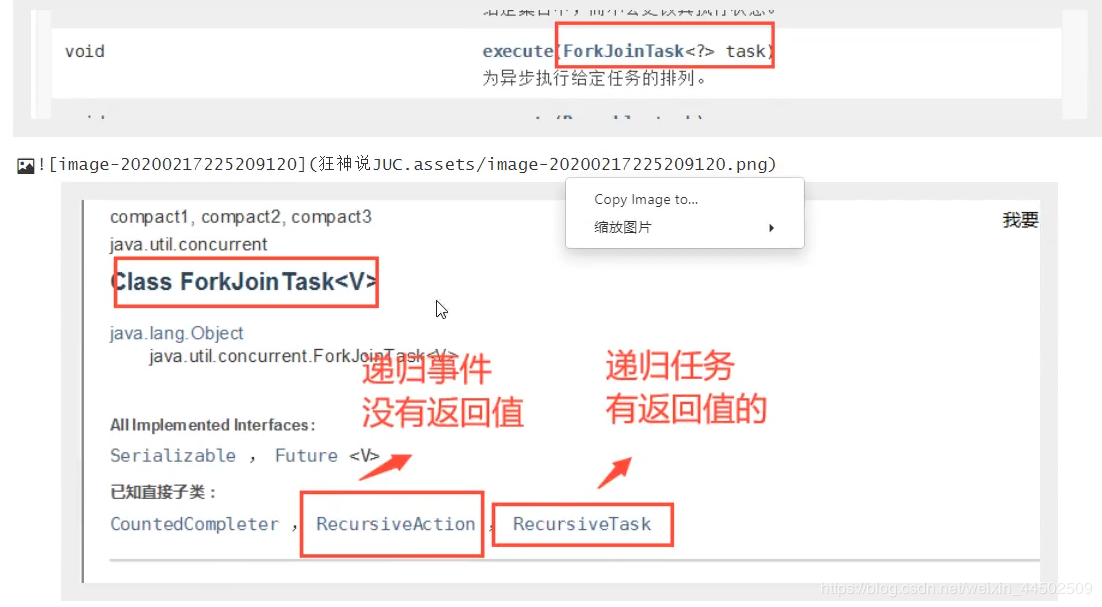 void
execute(ForkJoinTask<?> task)
为异步执行给定任务的排列。
![image-20200217225209120](狂神说JUC.assets/image-20200217225209120.png)
Copy Image to...
缩放图片
compact1, compact2, compact3
我要
java.util.concurrent
Class ForkJoinTask<V>
java.lang.Object
java.util.concurrent.ForkJoinTask<V>
递归事件
没有返回值
递归任务
有返回值的
All Implemented Interfaces:
Serializable , Future <V>
已知直接子类：
CountedCompleter , RecursiveAction , RecursiveTask
https://blog.csdn.net/weixin_44502509